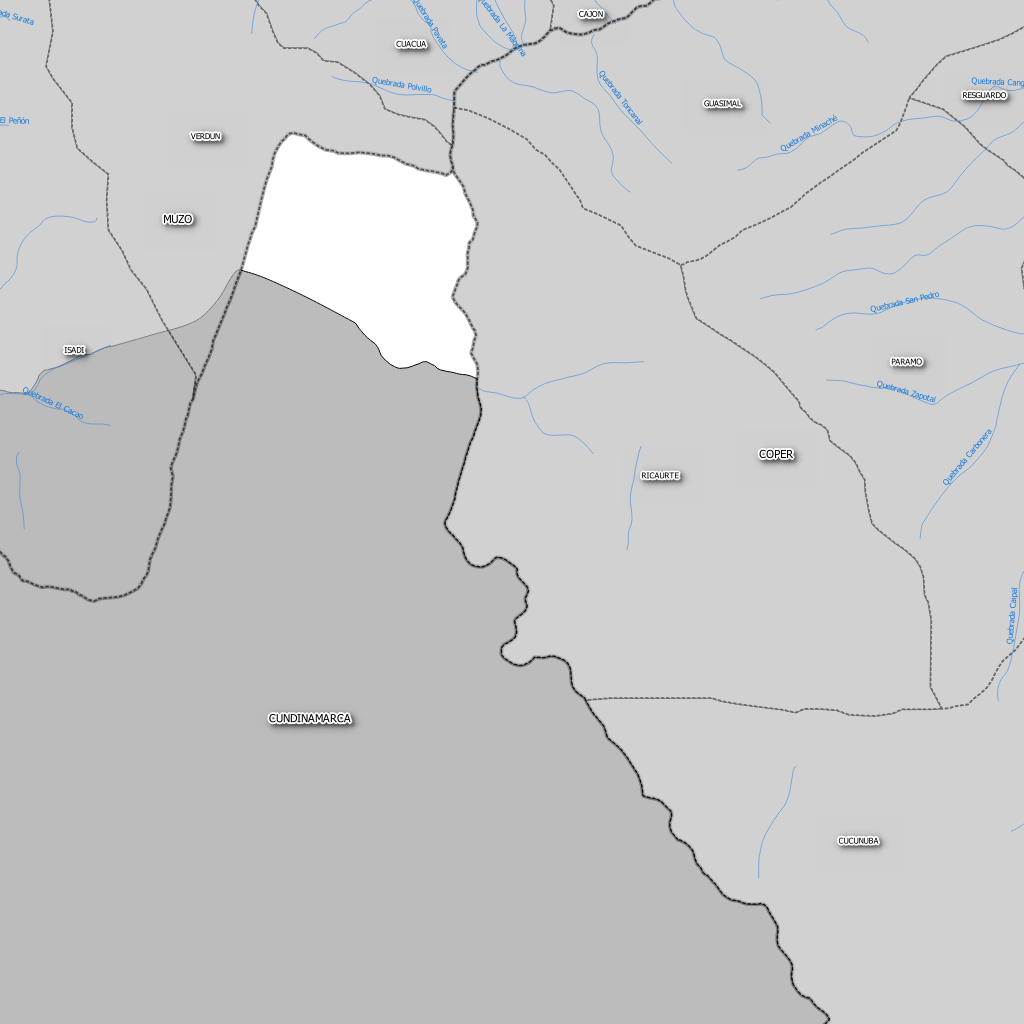 da Surata
Quebrada Pavata
Quebrada La Máquina
CAJON
CUACUA
Quebrada Polvillo
Quebrada Toncanal
GUASIMAL
Quebrada Cang
RESGUARDO
El Peñón
VERDUN
Quebrada Minaché
MUZO
Quebrada San Pedro
ISADI
PARAMO
Quebrada El Cacao
Quebrada Zapotal
COPER
Quebrada Carbonera
RICAURTE
Quebrada Caipal
CUNDINAMARCA
CUCUNUBA